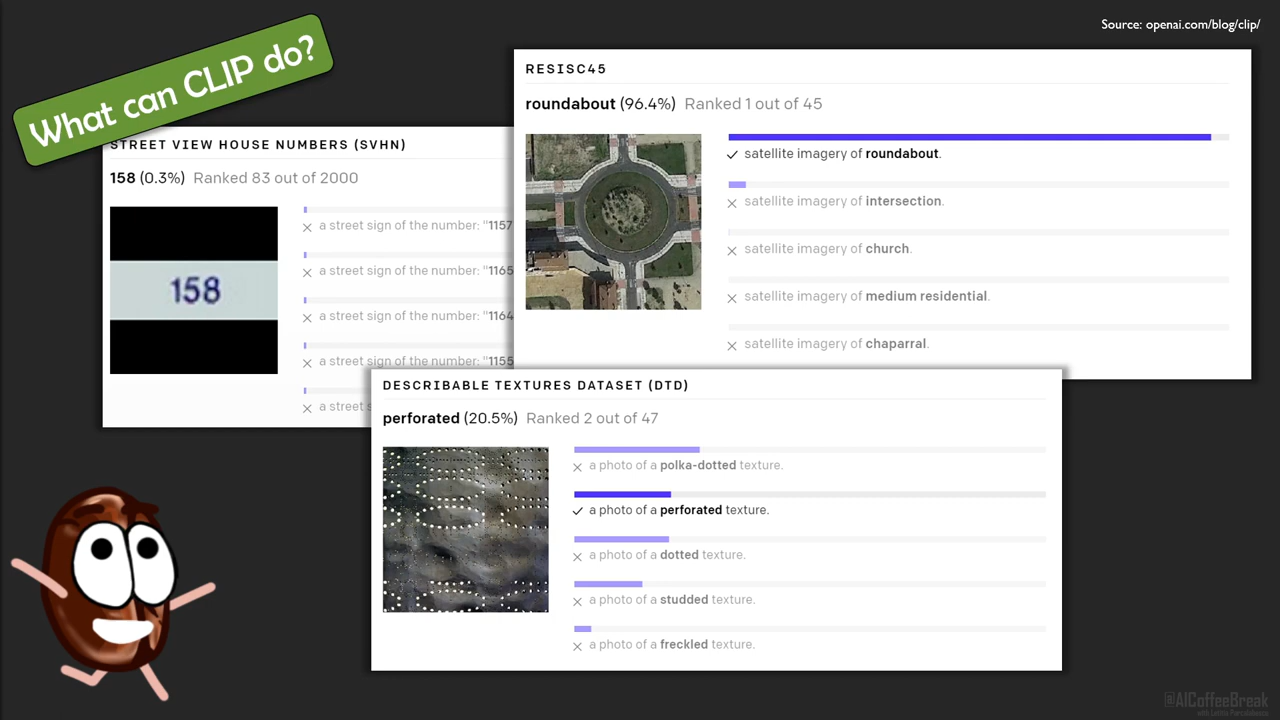 Source: openai.com/blog/clip/
What can CLIP do?
STREET VIEW HOUSE NUMBERS (SVHN)
158 (0.3%) Ranked 83 out of 2000
158
a street sign of the number: "1157
a street sign of the number: "1165
a street sign of the number: "1164
a street sign of the number: "1155
a street s
RESISC45
roundabout (96.4%) Ranked 1 out of 45
satellite imagery of roundabout.
satellite imagery of intersection.
satellite imagery of church.
satellite imagery of medium residential.
satellite imagery of chaparral.
DESCRIBABLE TEXTURES DATASET (DTD)
perforated (20.5%) Ranked 2 out of 47
a photo of a polka-dotted texture.
a photo of a perforated texture.
a photo of a dotted texture.
a photo of a studded texture.
a photo of a freckled texture.
@AICoffeeBreak